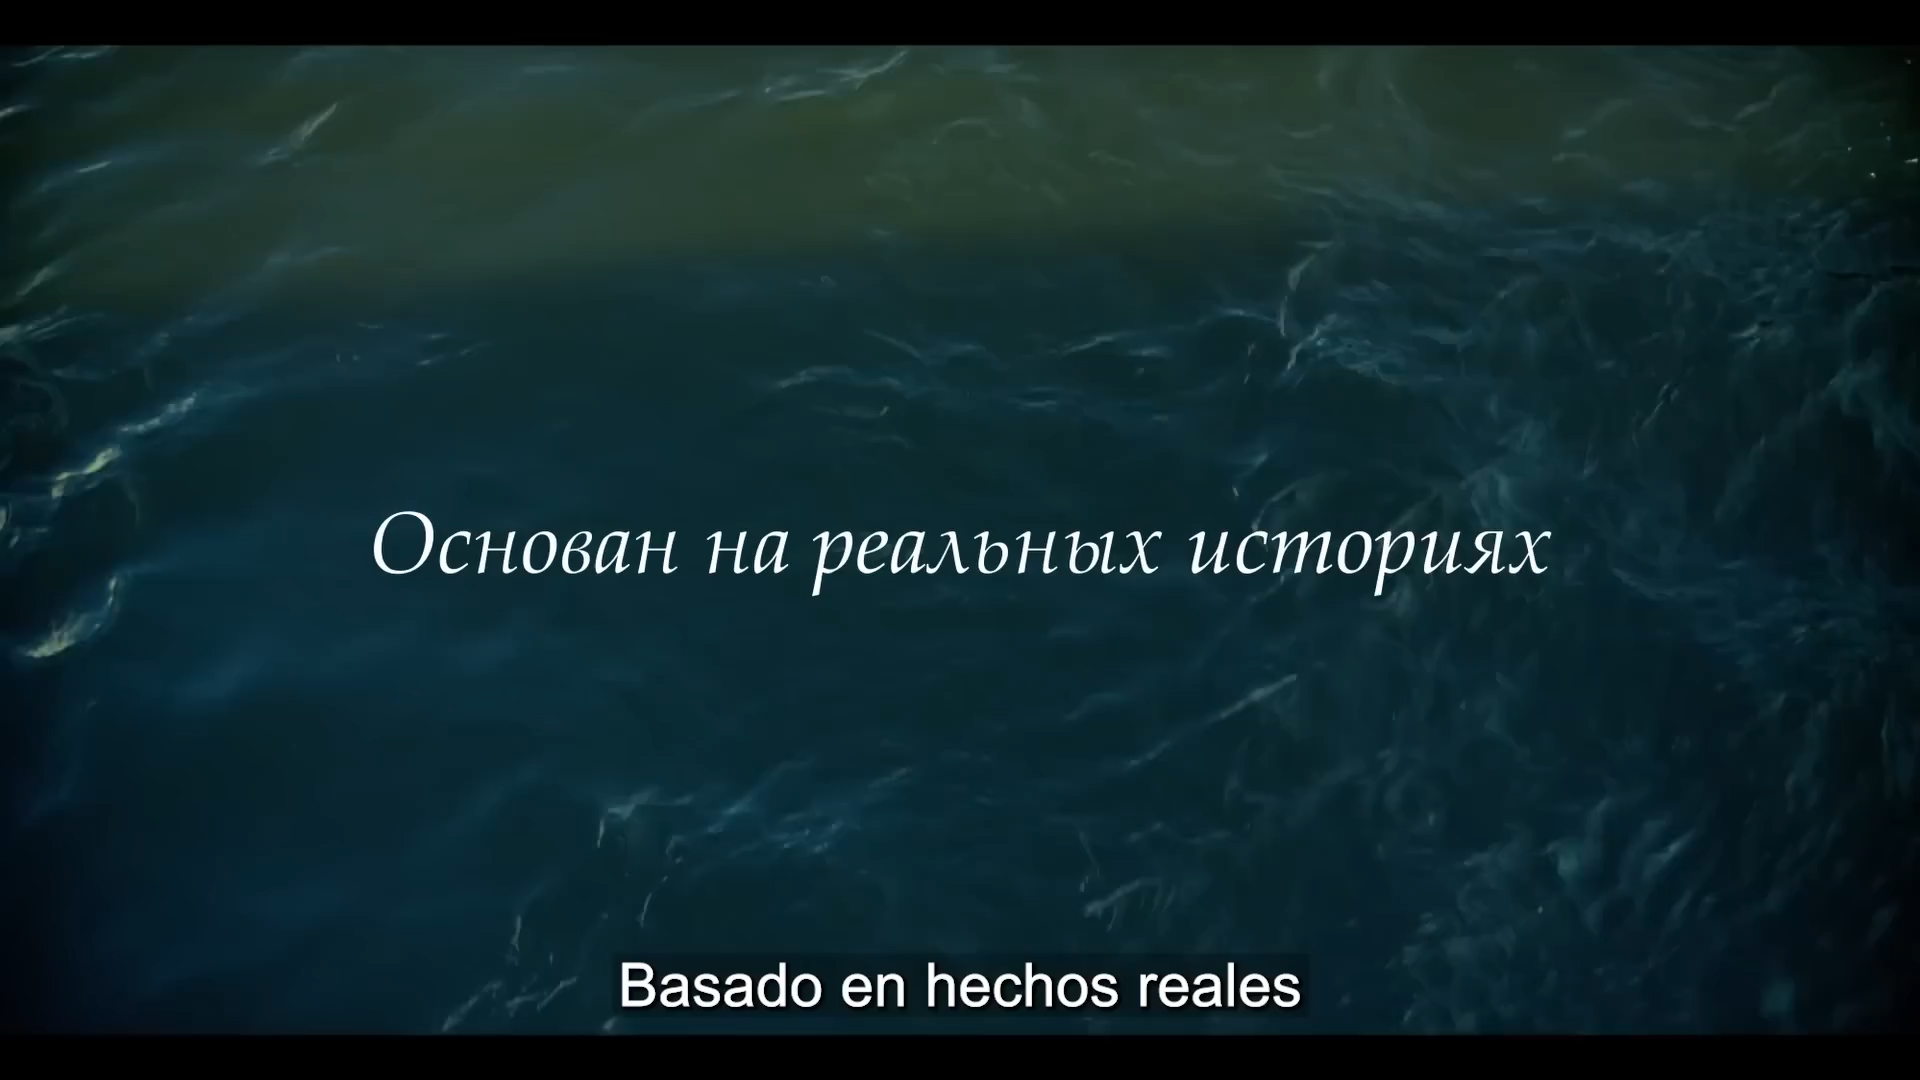 Основан на реальных историях
Basado en hechos reales